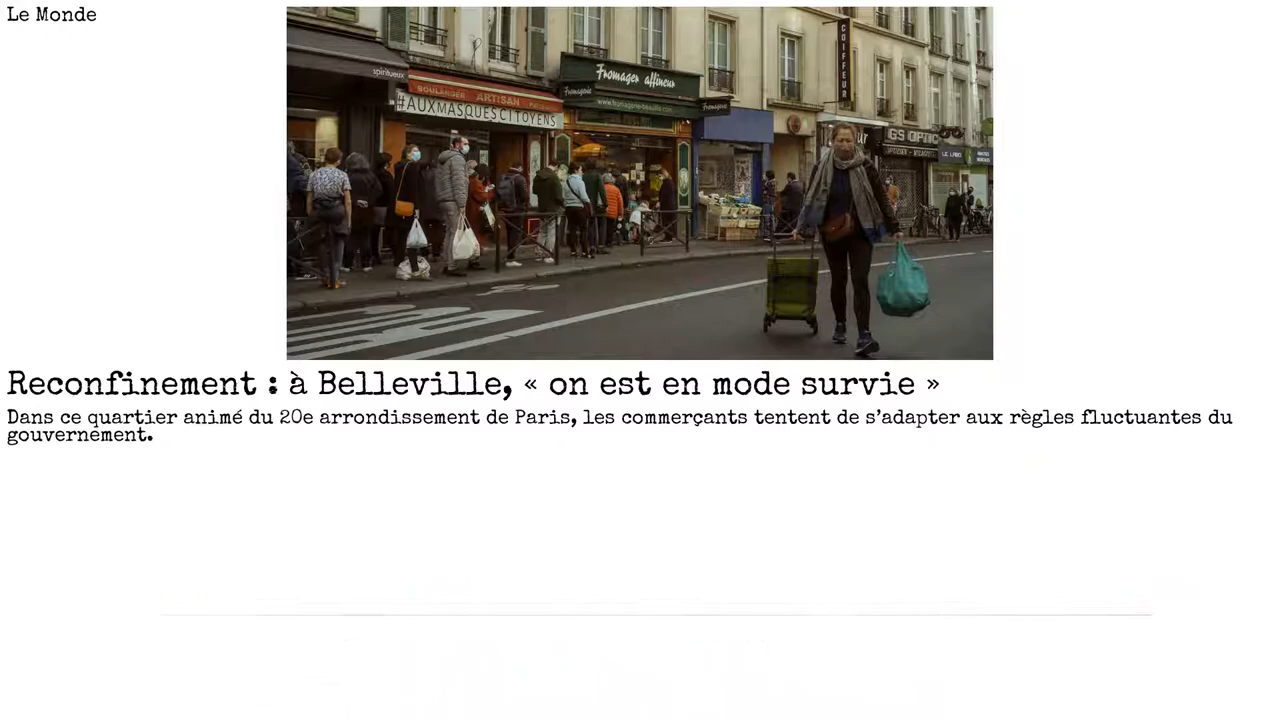 Le Monde
spiritueux
BOULANGER ARTISAN
#AUXMASQUESCITOYENS
Fromager affineur
Fromagerie
Fromagerie
COIFFEUR
GS OPTIC
LE LABO
Reconfinement : à Belleville, « on est en mode survie »
Dans ce quartier animé du 20e arrondissement de Paris, les commerçants tentent de s’adapter aux règles fluctuantes du
gouvernement.